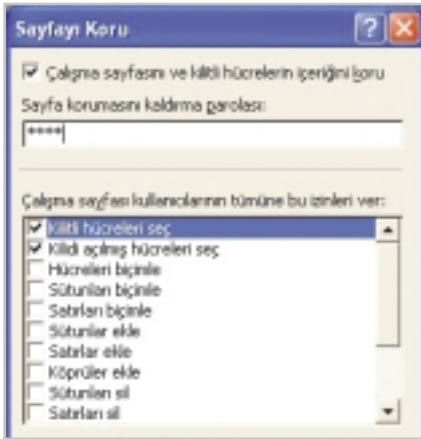 Sayfayı Koru
Çalışma sayfasını ve kilitli hücrelerin içeriğini koru
Sayfa korumasını kaldırma parolası:
****
Çalışma sayfası kullanıcılarının tümüne bu izinleri ver:
Kilitli hücreleri seç
Kilidi açılmış hücreleri seç
Hücreleri biçimle
Sütunları biçimle
Satırları biçimle
Sütunlar ekle
Satırlar ekle
Köprüler ekle
Sütunları sil
Satırları sil